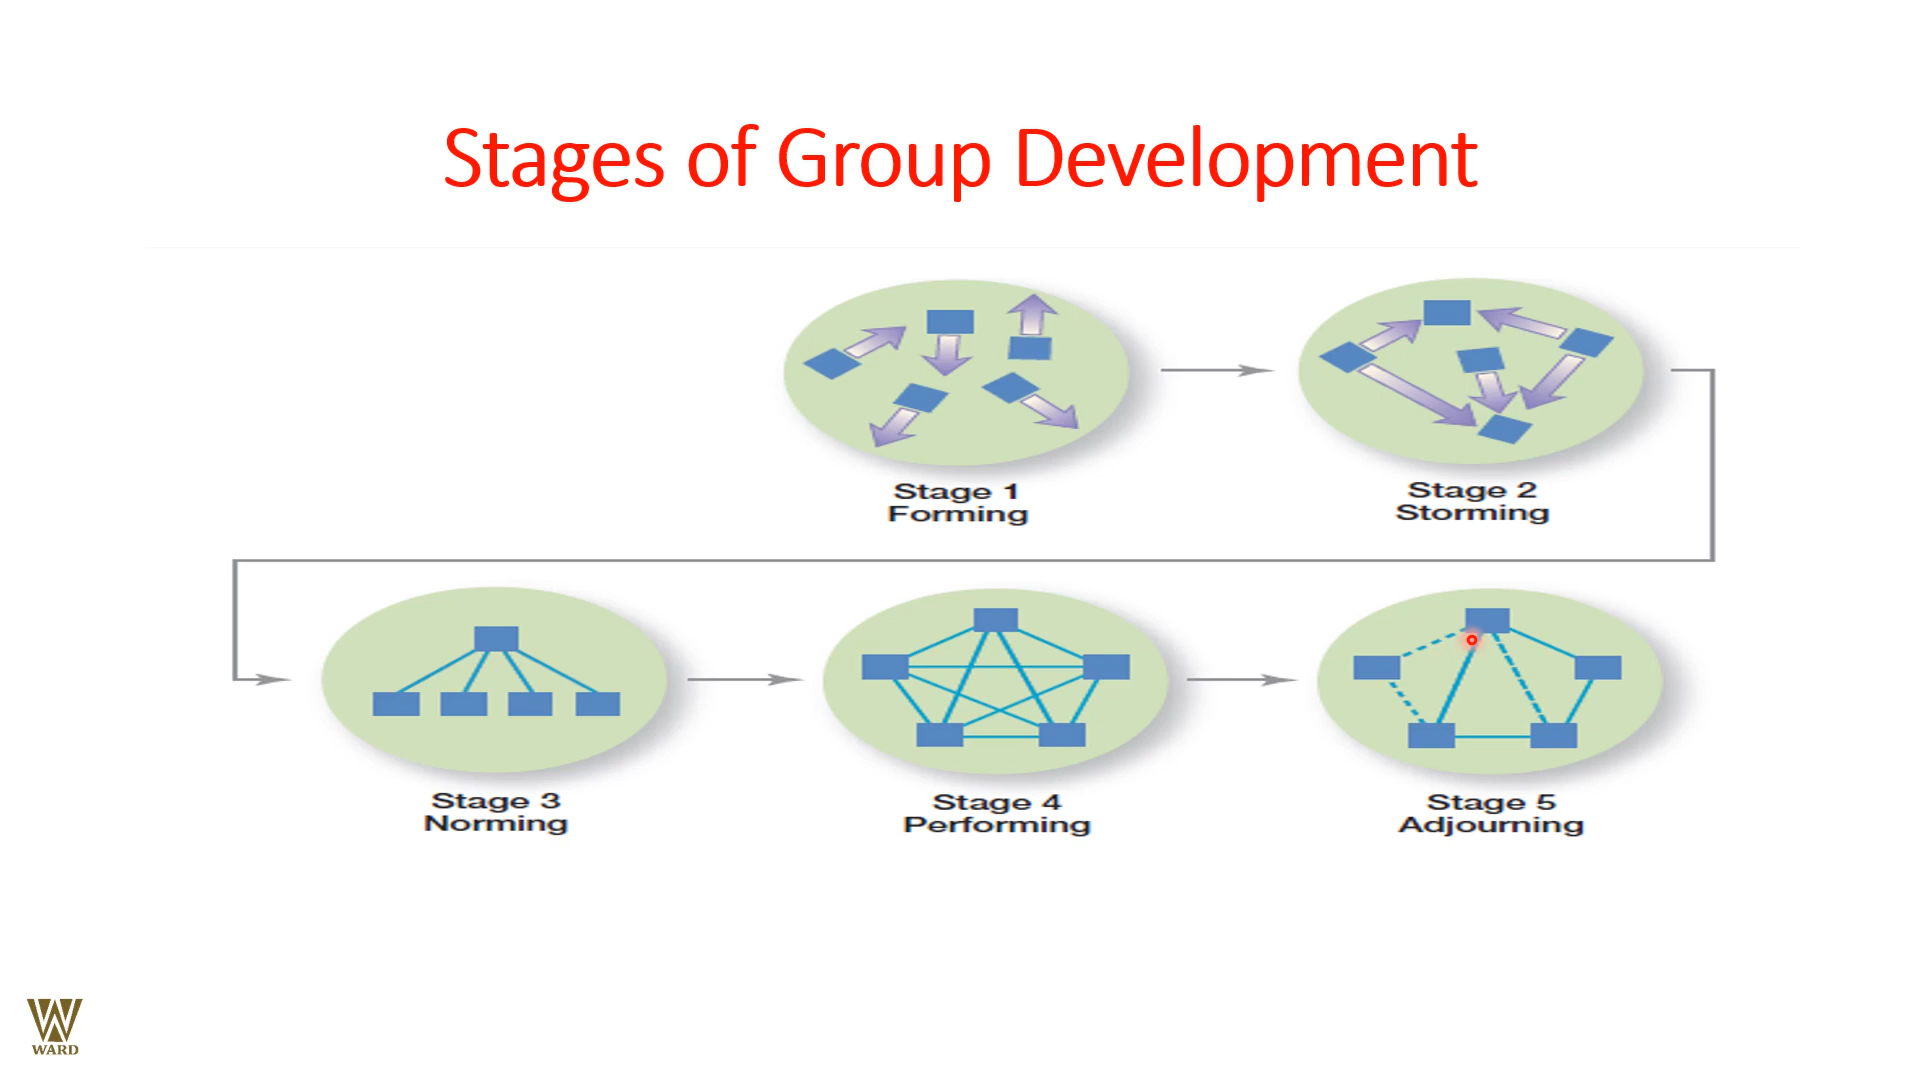 Stages of Group Development
Stage 1
Forming
Stage 2
Storming
Stage 3
Norming
Stage 4
Performing
Stage 5
Adjourning
WARD